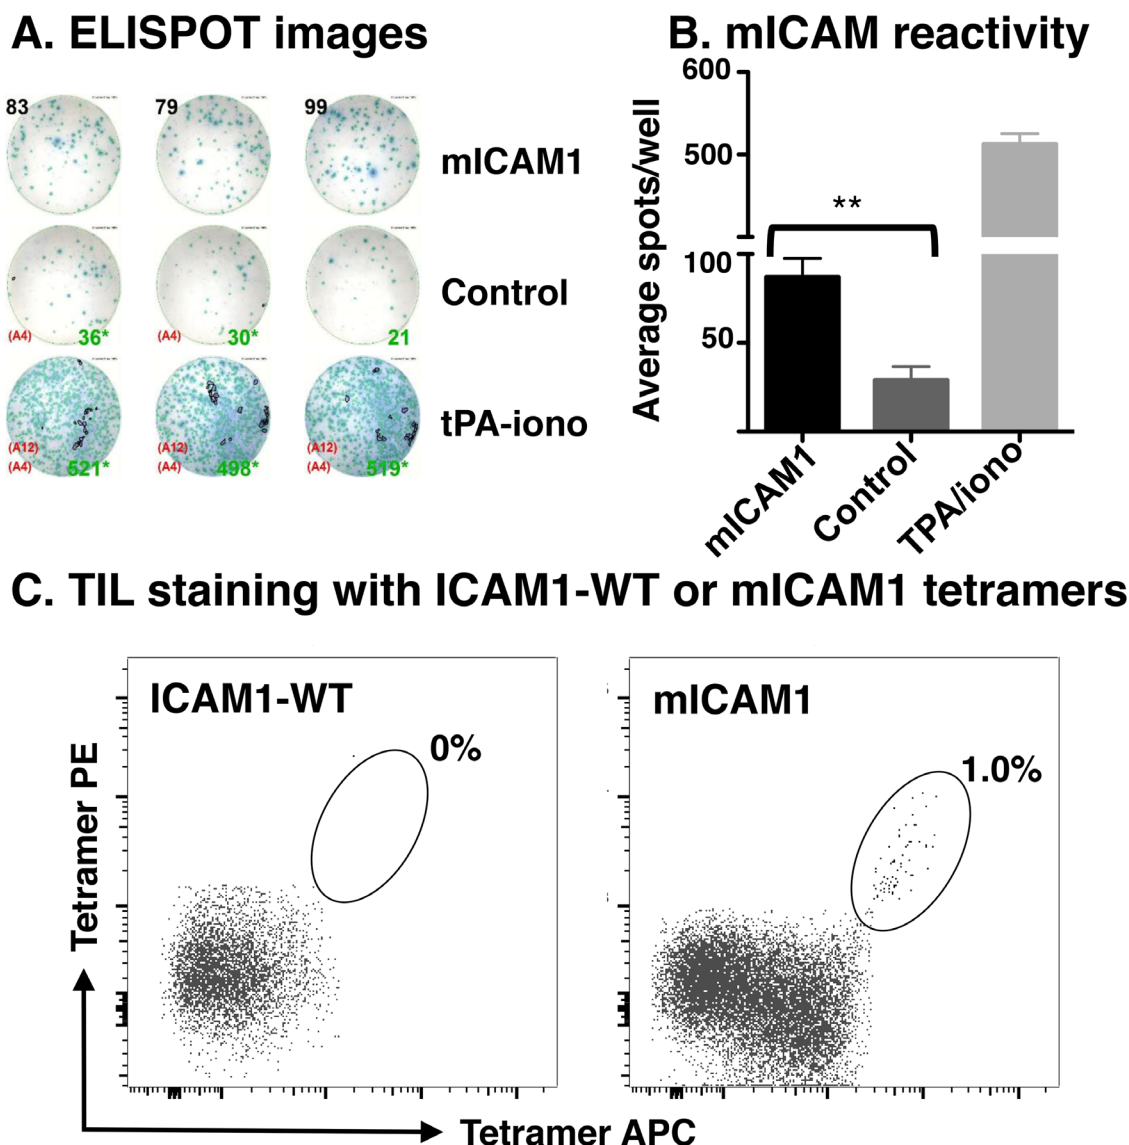 A. ELISPOT images
83 79 99
mICAM1
Control
(A4) 36* (A4) 30* 21
tPA-iono
(A12) (A12) (A12)
(A4) 521* (A4) 498* (A4) 519*
B. mICAM reactivity
Average spots/well
600
500
100
50
**
mICAM1
Control
TPA/iono
C. TIL staining with ICAM1-WT or mICAM1 tetramers
Tetramer PE
ICAM1-WT
0%
mICAM1
1.0%
Tetramer APC